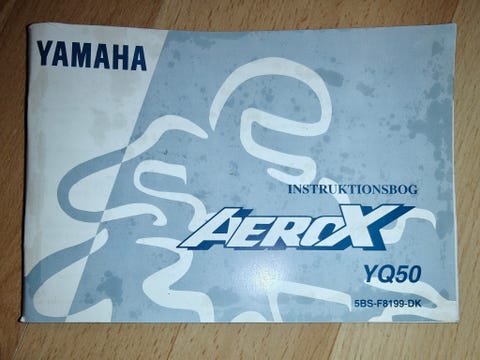 YAMAHA
INSTRUKTIONSBOG
AEROX
YQ50
5BS-F8199-DK